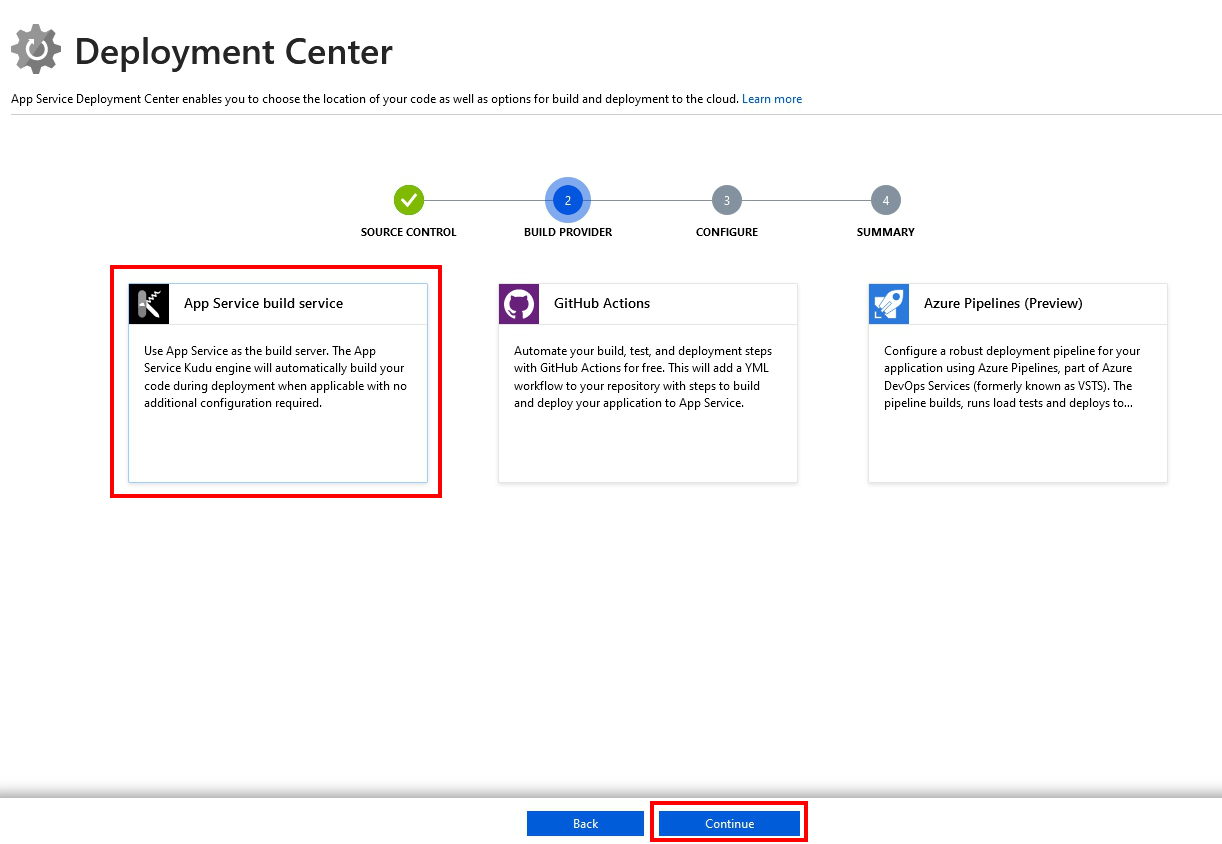 Deployment Center
App Service Deployment Center enables you to choose the location of your code as well as options for build and deployment to the cloud. Learn more
2
3
4
SOURCE CONTROL
BUILD PROVIDER
CONFIGURE
SUMMARY
App Service build service
Use App Service as the build server. The App
Service Kudu engine will automatically build your
code during deployment when applicable with no
additional configuration required.
GitHub Actions
Automate your build, test, and deployment steps
with GitHub Actions for free. This will add a YML
workflow to your repository with steps to build
and deploy your application to App Service.
Azure Pipelines (Preview)
Configure a robust deployment pipeline for your
application using Azure Pipelines, part of Azure
DevOps Services (formerly known as VSTS). The
pipeline builds, runs load tests and deploys to...
Back
Continue